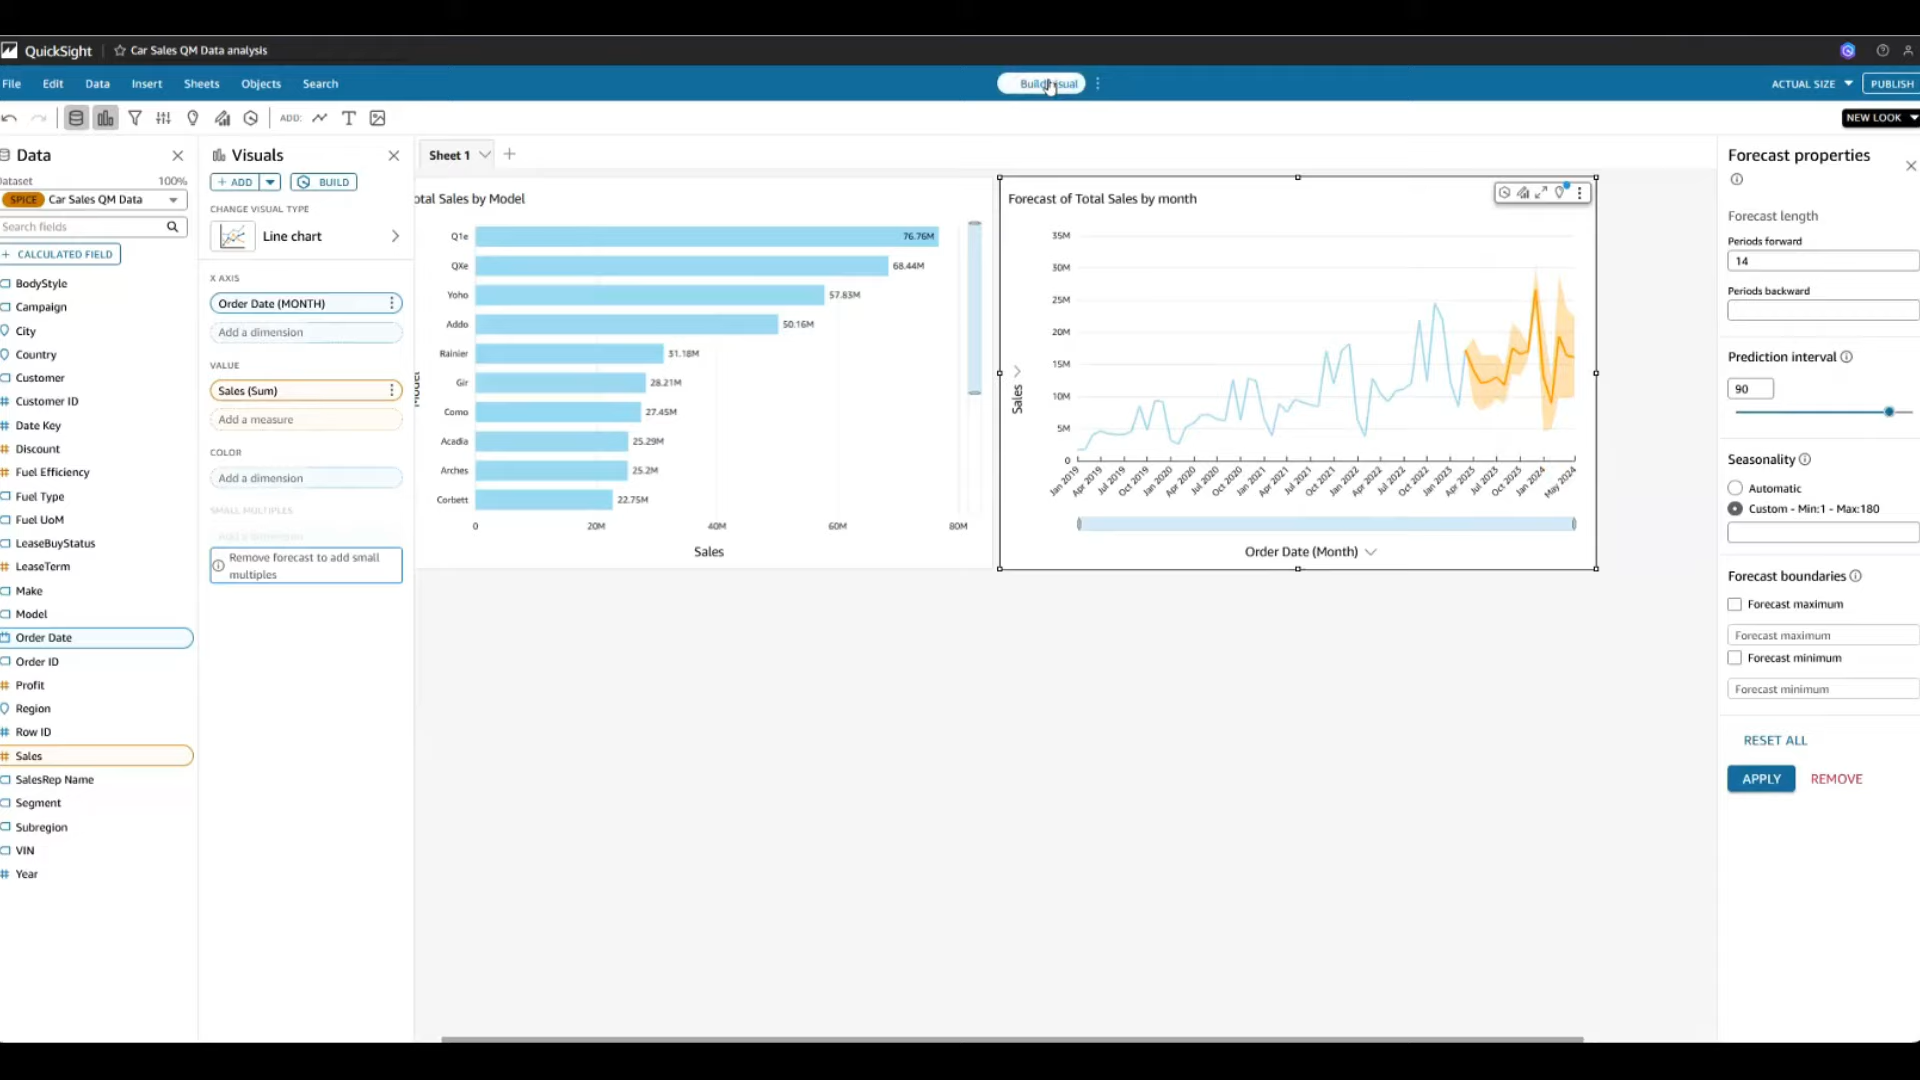 QuickSight
Car Sales QM Data analysis
File
Edit
Data
Insert
Sheets
Objects
Search
Build visual
ACTUAL SIZE
PUBLISH
ADD:
NEW LOOK
Data
Dataset
100%
SPICE
Car Sales QM Data
Search fields
+ CALCULATED FIELD
BodyStyle
Campaign
City
Country
Customer
Customer ID
Date Key
Discount
Fuel Efficiency
Fuel Type
Fuel UoM
LeaseBuyStatus
LeaseTerm
Make
Model
Order Date
Order ID
Profit
Region
Row ID
Sales
SalesRep Name
Segment
Subregion
VIN
Year
Visuals
+ ADD
BUILD
CHANGE VISUAL TYPE
Line chart
X AXIS
Order Date (MONTH)
Add a dimension
VALUE
Sales (Sum)
Add a measure
COLOR
Add a dimension
SMALL MULTIPLES
Add a dimension
Remove forecast to add small
multiples
Sheet 1
otal Sales by Model
Model
Q1e
76.76M
QXe
68.44M
Yoho
57.83M
Addo
50.16M
Rainier
31.18M
Gir
28.21M
Como
27.45M
Acadia
25.29M
Arches
25.2M
Corbett
22.75M
0
20M
40M
60M
80M
Sales
Forecast of Total Sales by month
Sales
35M
30M
25M
20M
15M
10M
5M
0
Jan 2019
Apr 2019
Jul 2019
Oct 2019
Jan 2020
Apr 2020
Jul 2020
Oct 2020
Jan 2021
Apr 2021
Jul 2021
Oct 2021
Jan 2022
Apr 2022
Jul 2022
Oct 2022
Jan 2023
Apr 2023
Jul 2023
Oct 2023
Jan 2024
May 2024
Order Date (Month)
Forecast properties
Forecast length
Periods forward
14
Periods backward
Prediction interval
90
Seasonality
Automatic
Custom - Min:1 - Max:180
Forecast boundaries
Forecast maximum
Forecast maximum
Forecast minimum
Forecast minimum
RESET ALL
APPLY
REMOVE